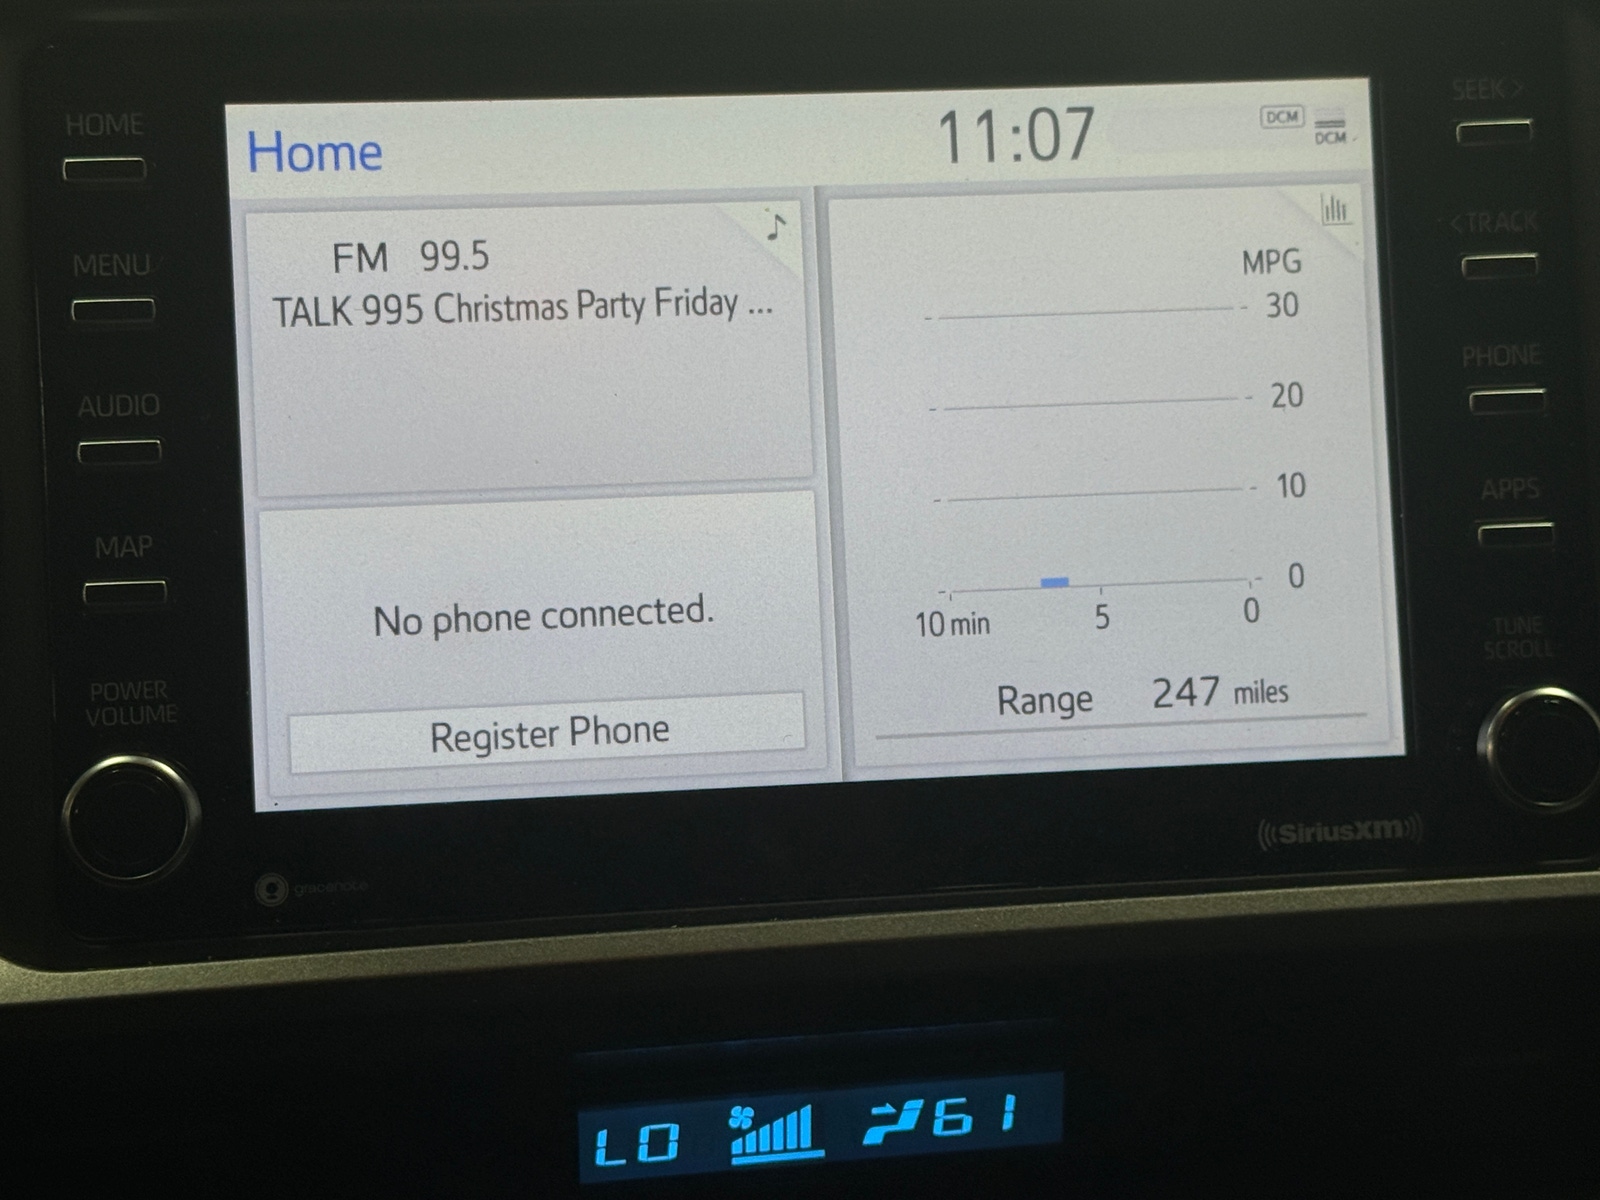 HOME
MENU
AUDIO
MAP
POWER
VOLUME
Home
11:07
DCM
DCM
FM 99.5
TALK 995 Christmas Party Friday ...
No phone connected.
Register Phone
MPG
30
20
10
0
10 min 5 0
Range 247 miles
SEEK >
< TRACK
PHONE
APPS
TUNE
SCROLL
gracenote
SiriusXM
LO 61